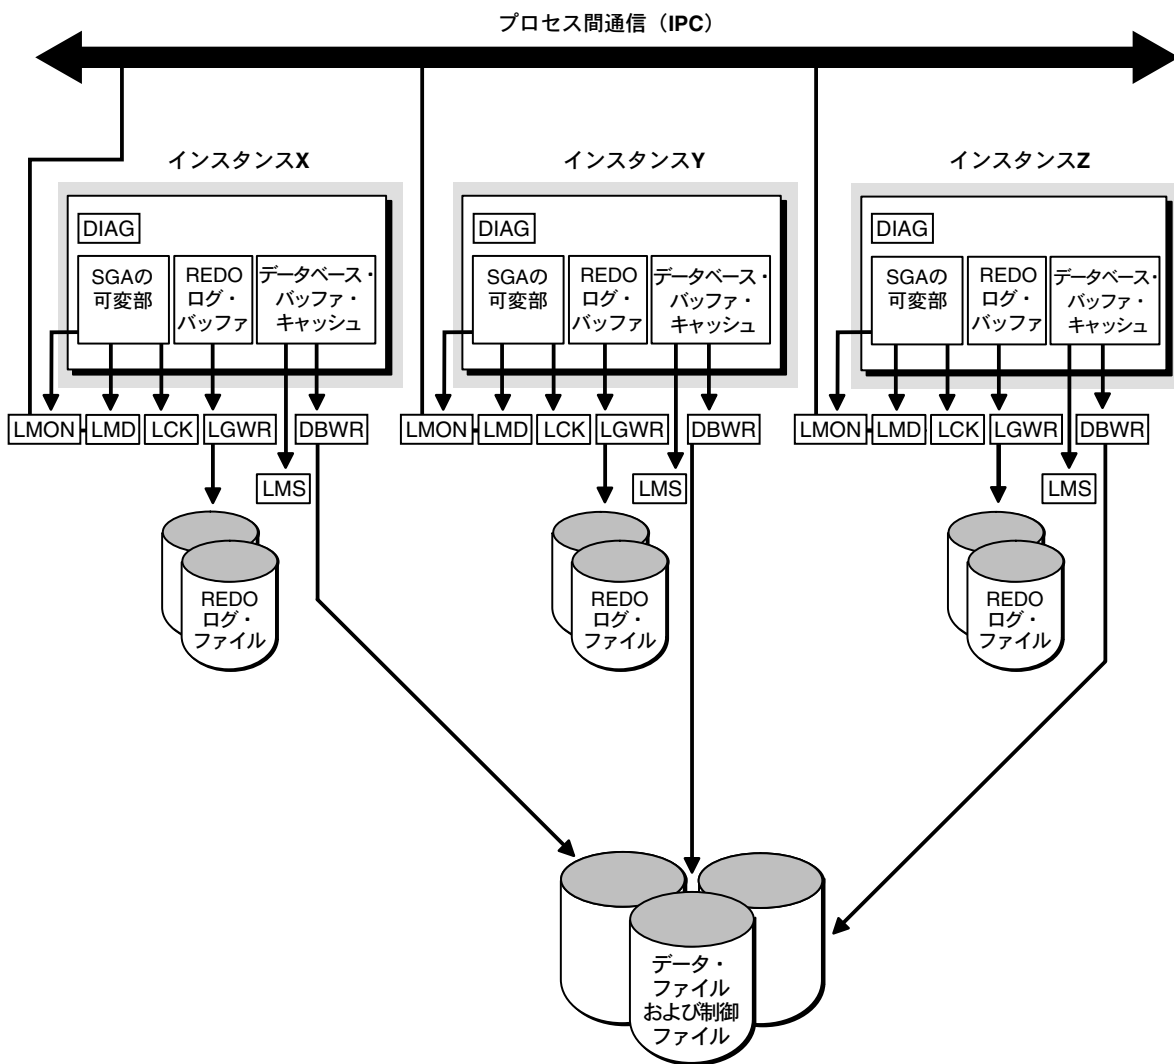 プロセス間通信（IPC）
インスタンスX
インスタンスY
インスタンスZ
DIAG
SGAの
可変部
REDO
ログ・
バッファ
データベース・
バッファ・
キャッシュ
LMON
LMD
LCK
LGWR
DBWR
LMS
REDO
ログ・
ファイル
DIAG
SGAの
可変部
REDO
ログ・
バッファ
データベース・
バッファ・
キャッシュ
LMON
LMD
LCK
LGWR
DBWR
LMS
REDO
ログ・
ファイル
DIAG
SGAの
可変部
REDO
ログ・
バッファ
データベース・
バッファ・
キャッシュ
LMON
LMD
LCK
LGWR
DBWR
LMS
REDO
ログ・
ファイル
データ・
ファイル
および制御
ファイル